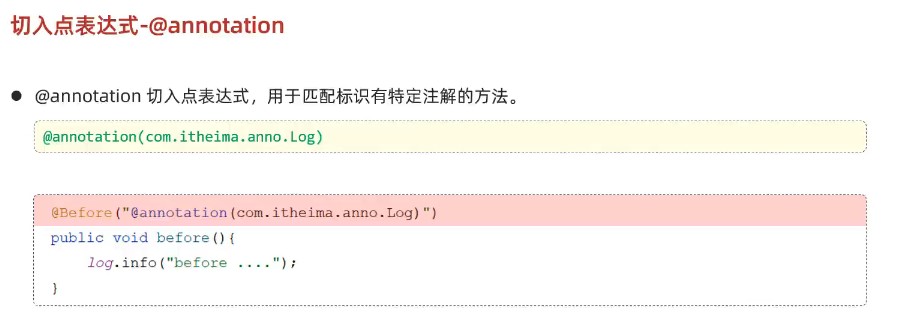 切入点表达式-@annotation
● @annotation 切入点表达式，用于匹配标识有特定注解的方法。
@annotation(com.itheima.anno.Log)
@Before("@annotation(com.itheima.anno.Log)")
public void before(){
    log.info("before ....");
}